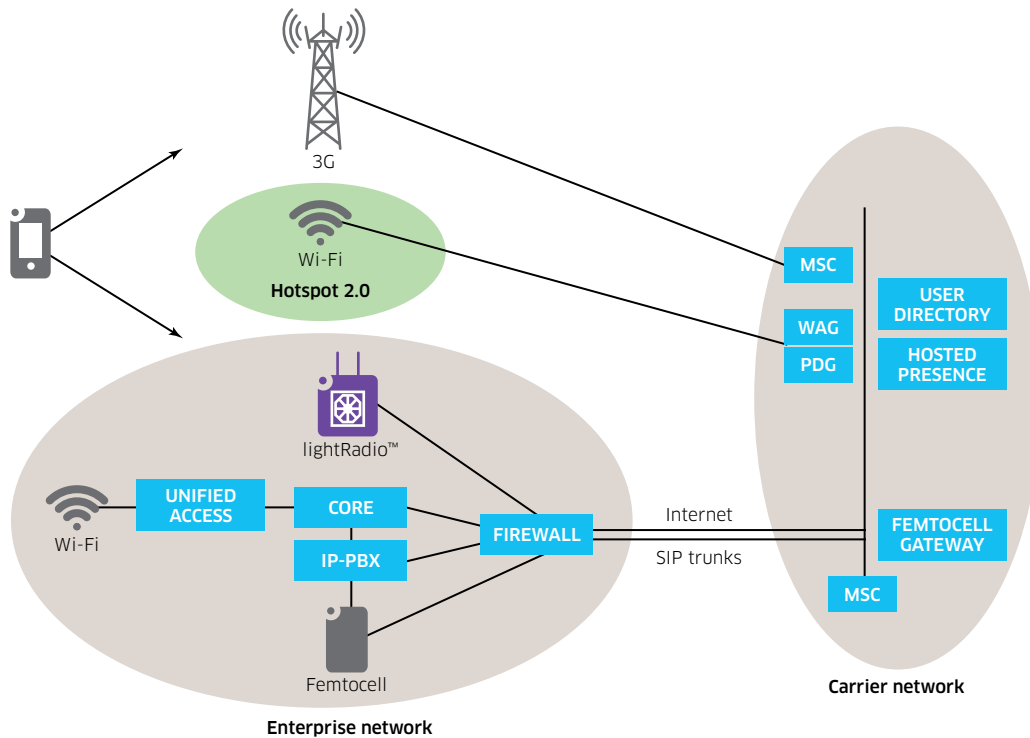 3G
Wi-Fi
Hotspot 2.0
MSC
USER
DIRECTORY
WAG
PDG
HOSTED
PRESENCE
lightRadio™
UNIFIED
ACCESS
CORE
Wi-Fi
IP-PBX
FIREWALL
Internet
SIP trunks
FEMTOCELL
GATEWAY
MSC
Femtocell
Carrier network
Enterprise network